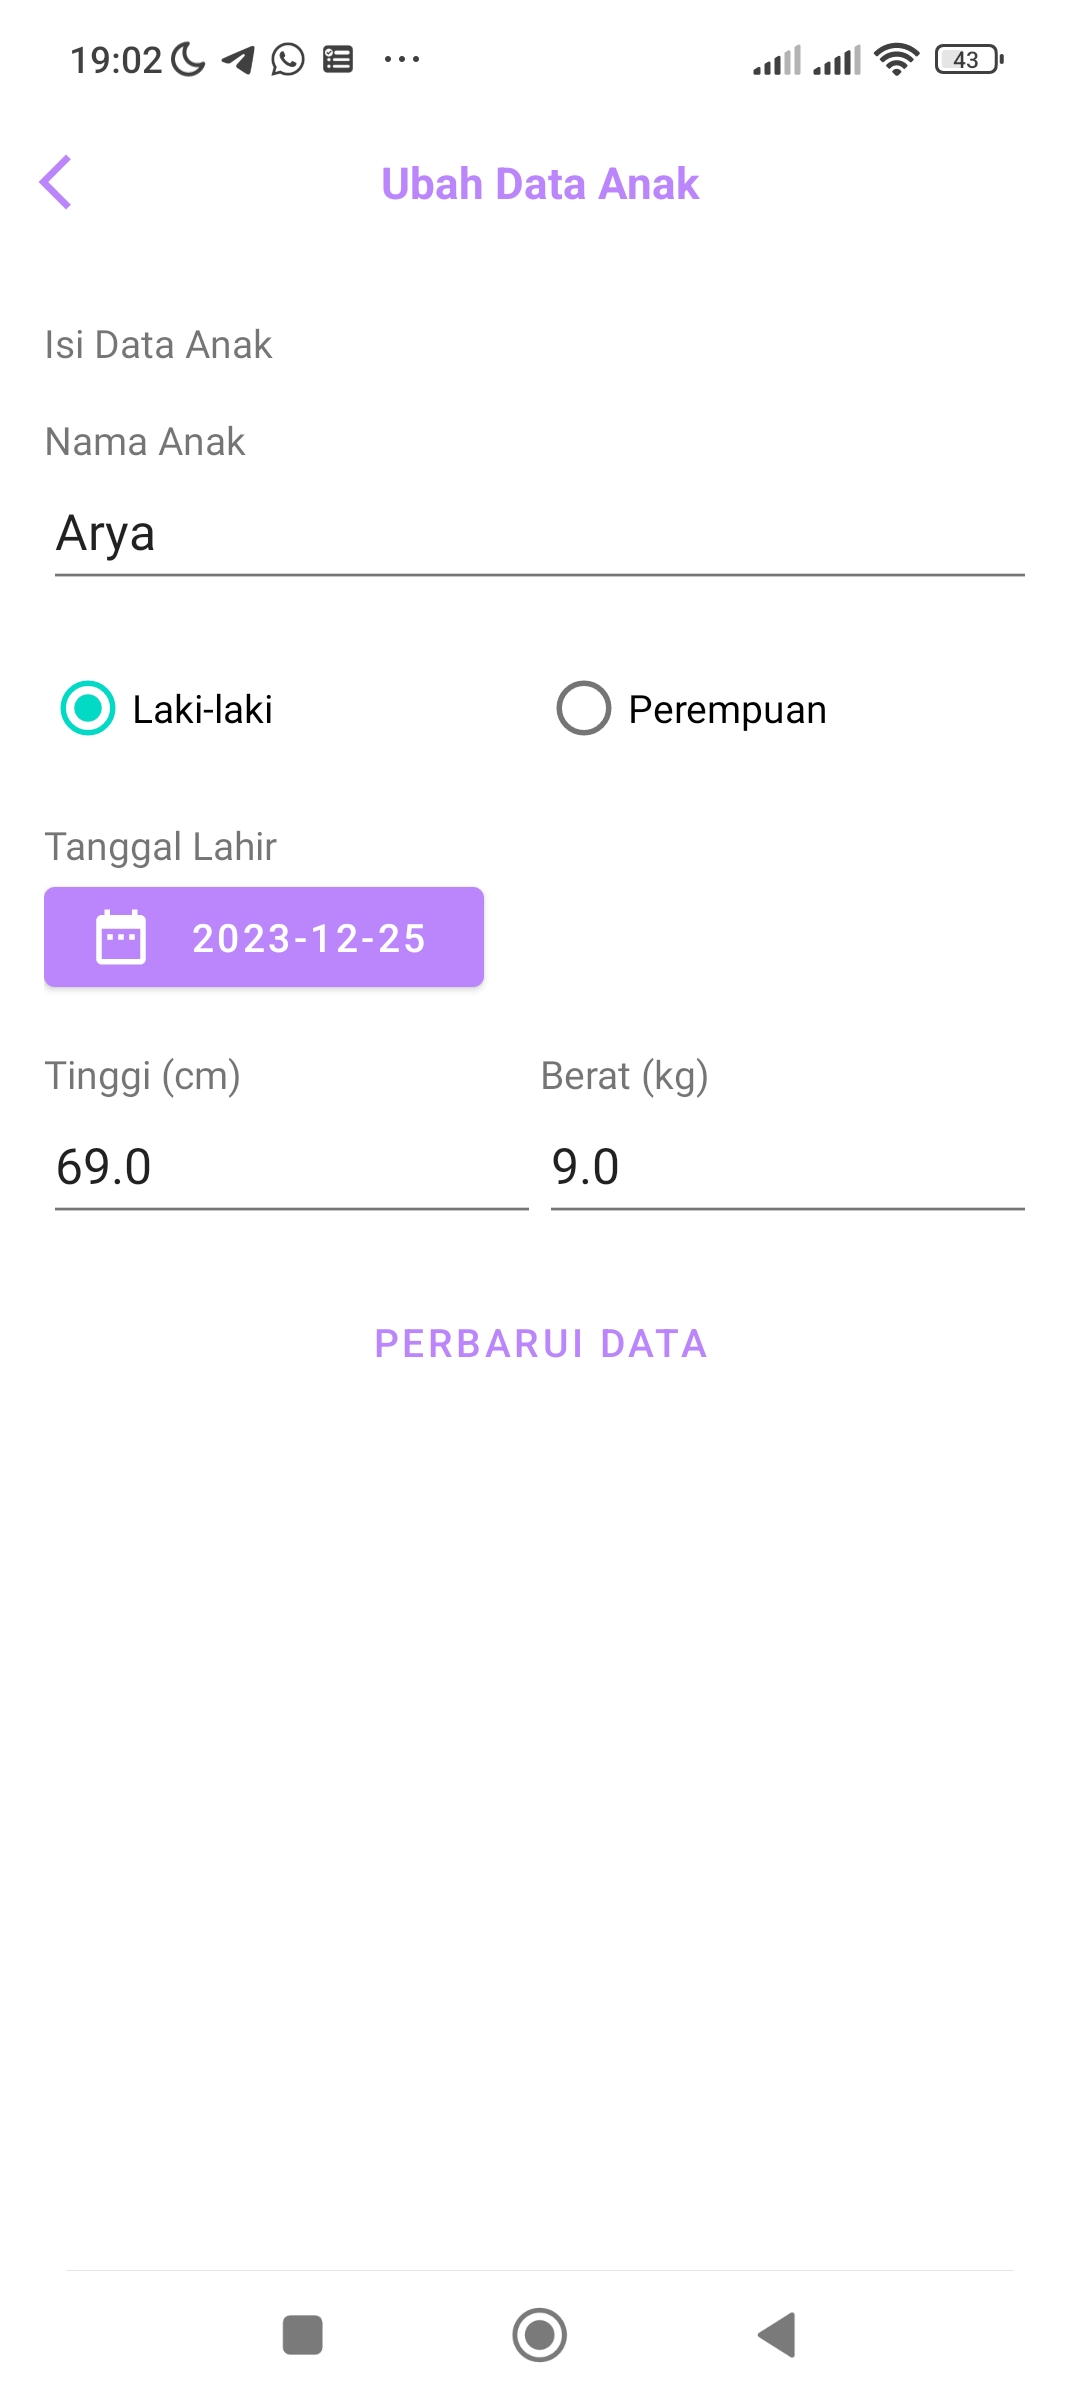 19:02 ... 43
Ubah Data Anak
Isi Data Anak
Nama Anak
Arya
Laki-laki Perempuan
Tanggal Lahir
2023-12-25
Tinggi (cm) Berat (kg)
69.0 9.0
PERBARUI DATA